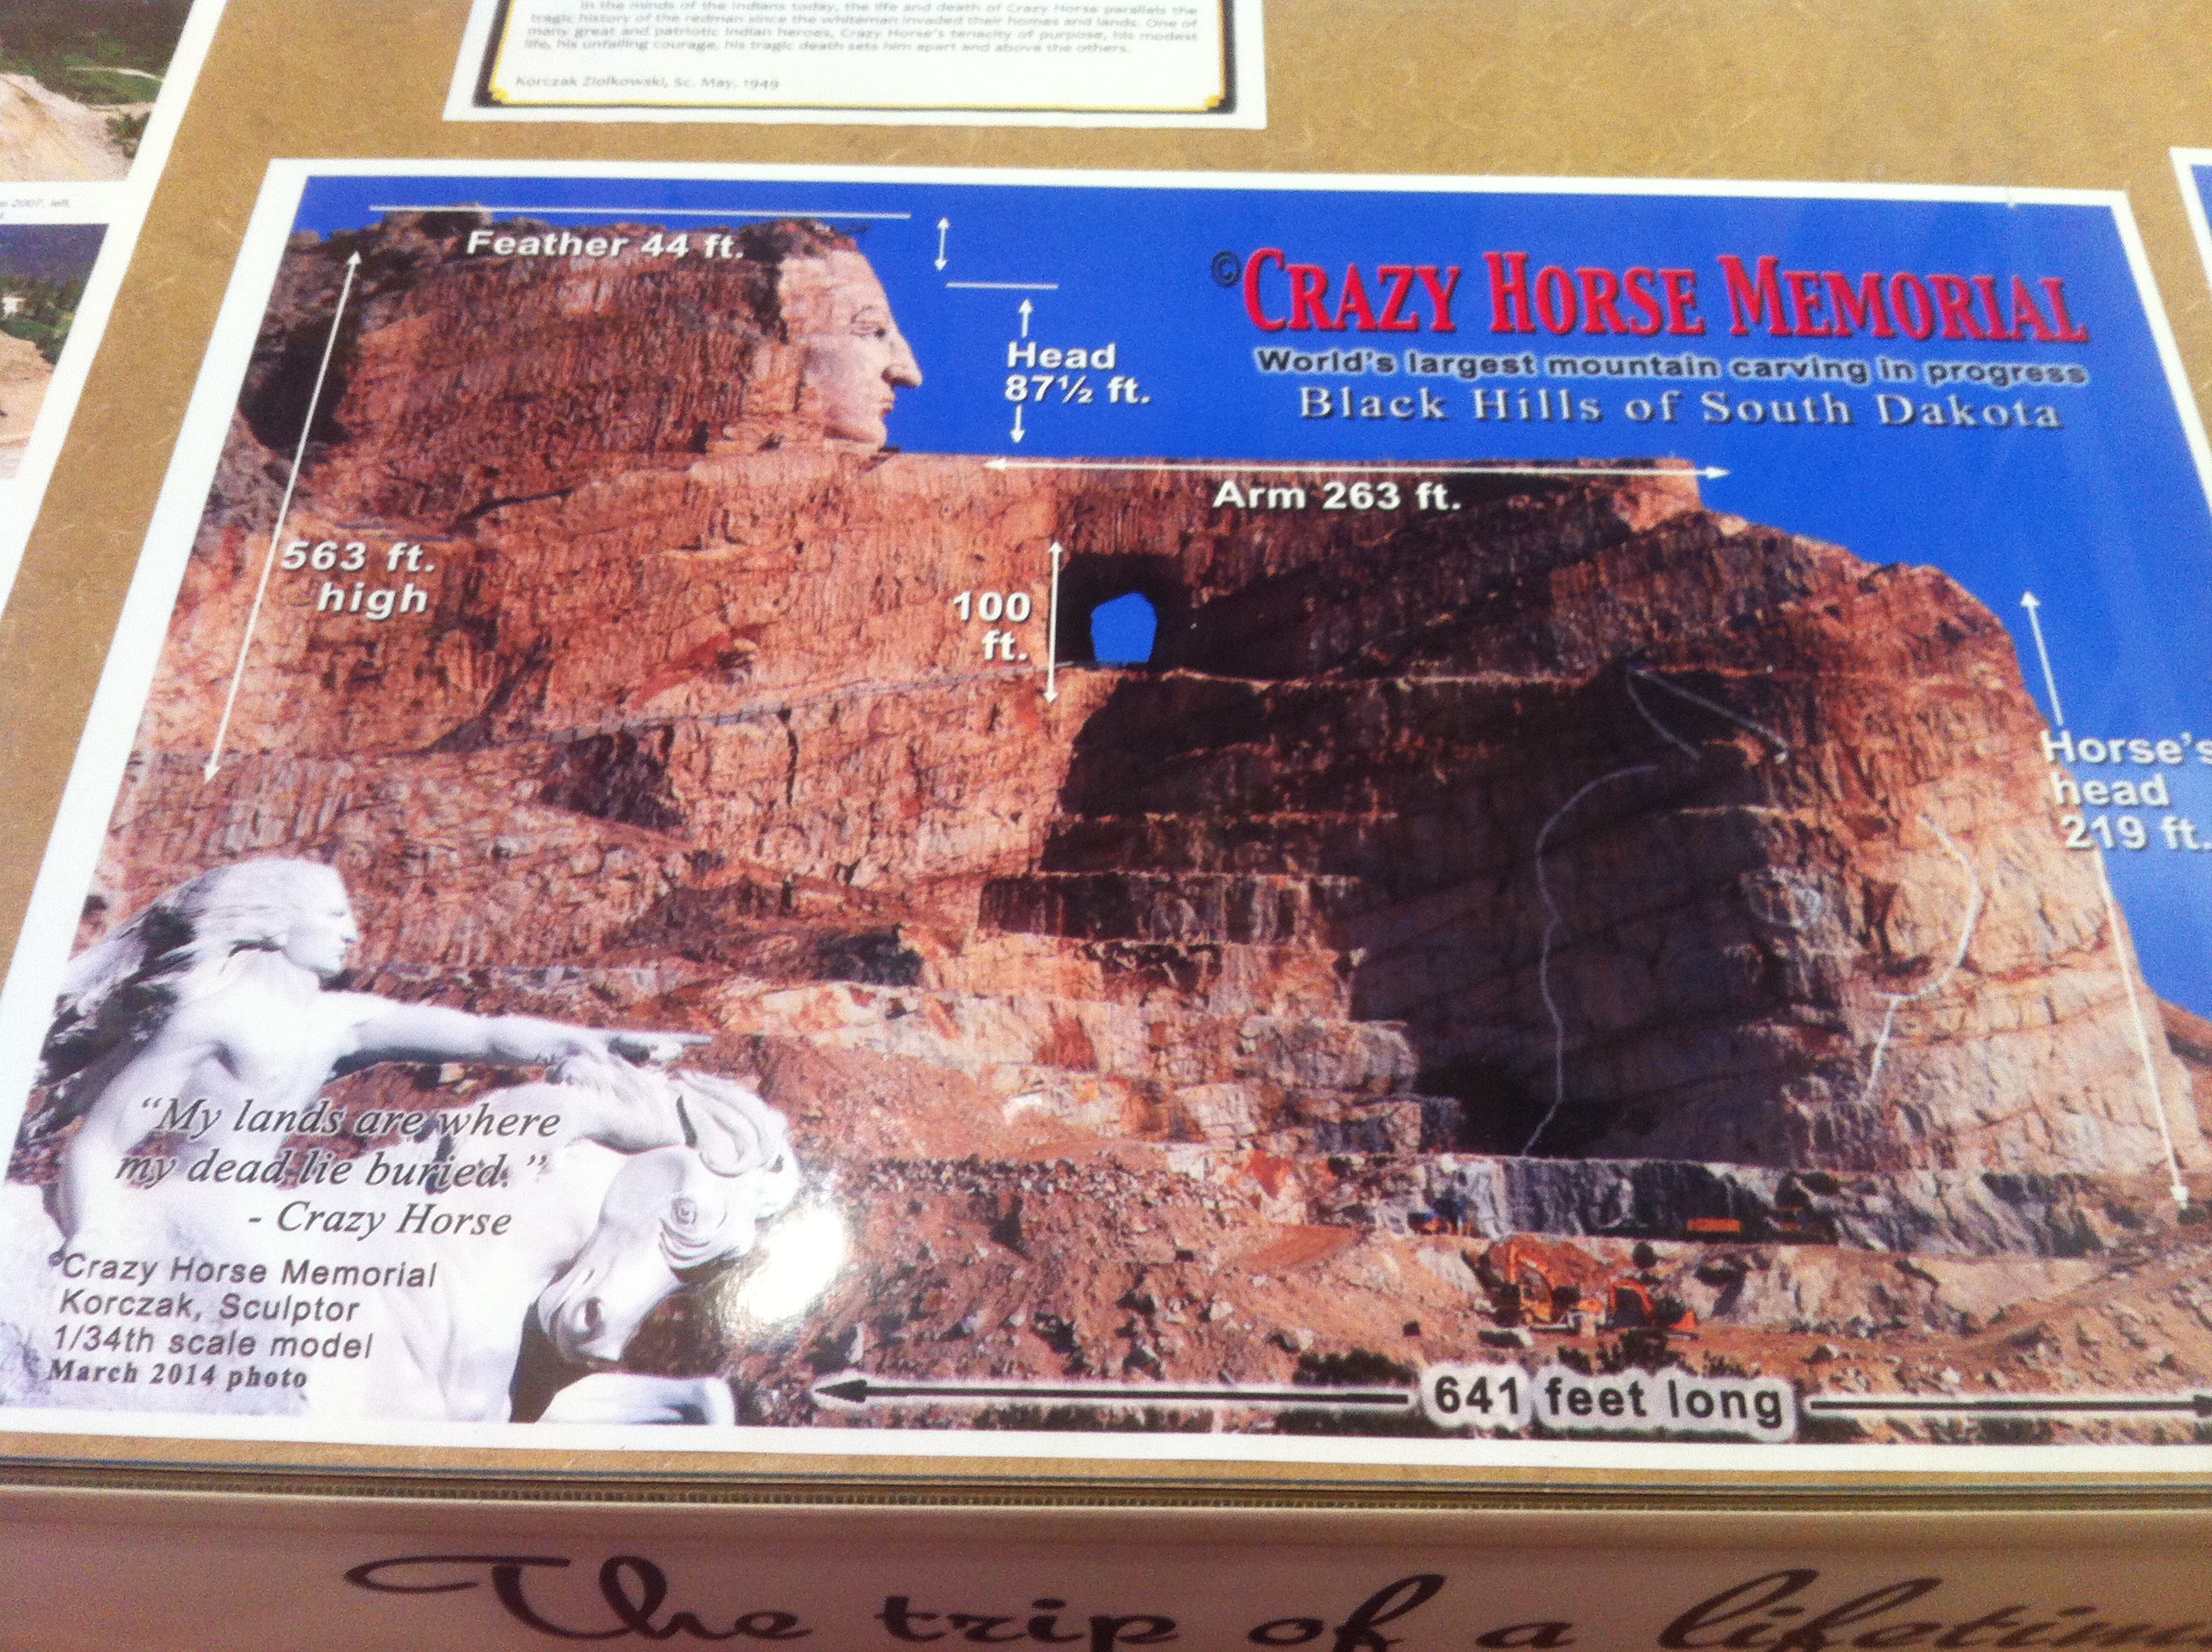 In the minds of the Indians today, the life and death of Crazy Horse parallels the
tragic history of the redman since the whiteman invaded their homes and lands. One of
many great and patriotic Indian heroes, Crazy Horse's tenacity of purpose, his modest
life, his unfailing courage, his tragic death sets him apart and above the others.
Korczak Ziolkowski, Sc. May, 1949
2007, left,
Feather 44 ft.
Head
87½ ft.
©CRAZY HORSE MEMORIAL
World's largest mountain carving in progress
Black Hills of South Dakota
Arm 263 ft.
563 ft.
high
100
ft.
Horse's
head
219 ft.
“My lands are where
my dead lie buried.”
- Crazy Horse
©Crazy Horse Memorial
Korczak, Sculptor
1/34th scale model
March 2014 photo
641 feet long
The trip of a lifetim